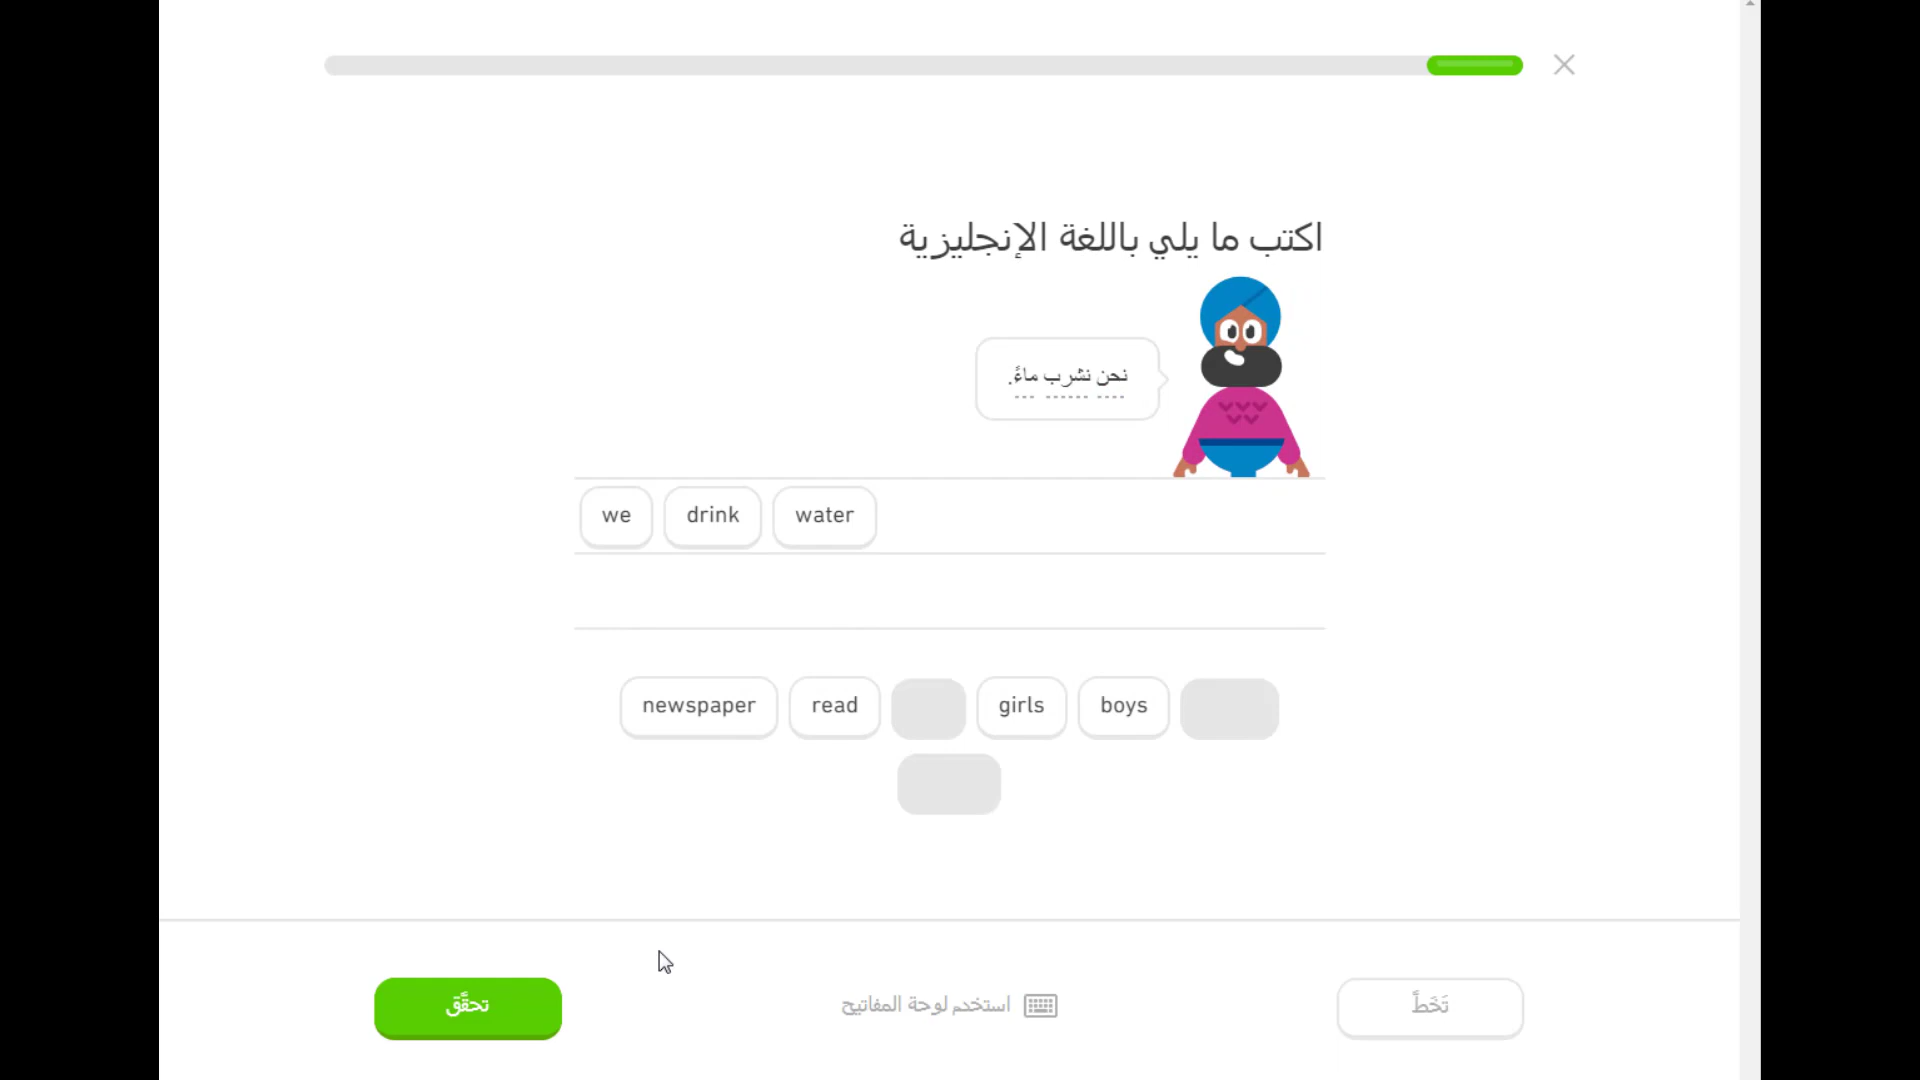 اكتب ما يلي باللغة الإنجليزية
نحن نشرب ماءً.
we drink water
newspaper read girls boys
تحقَّق
استخدم لوحة المفاتيح
تَخَطَّ